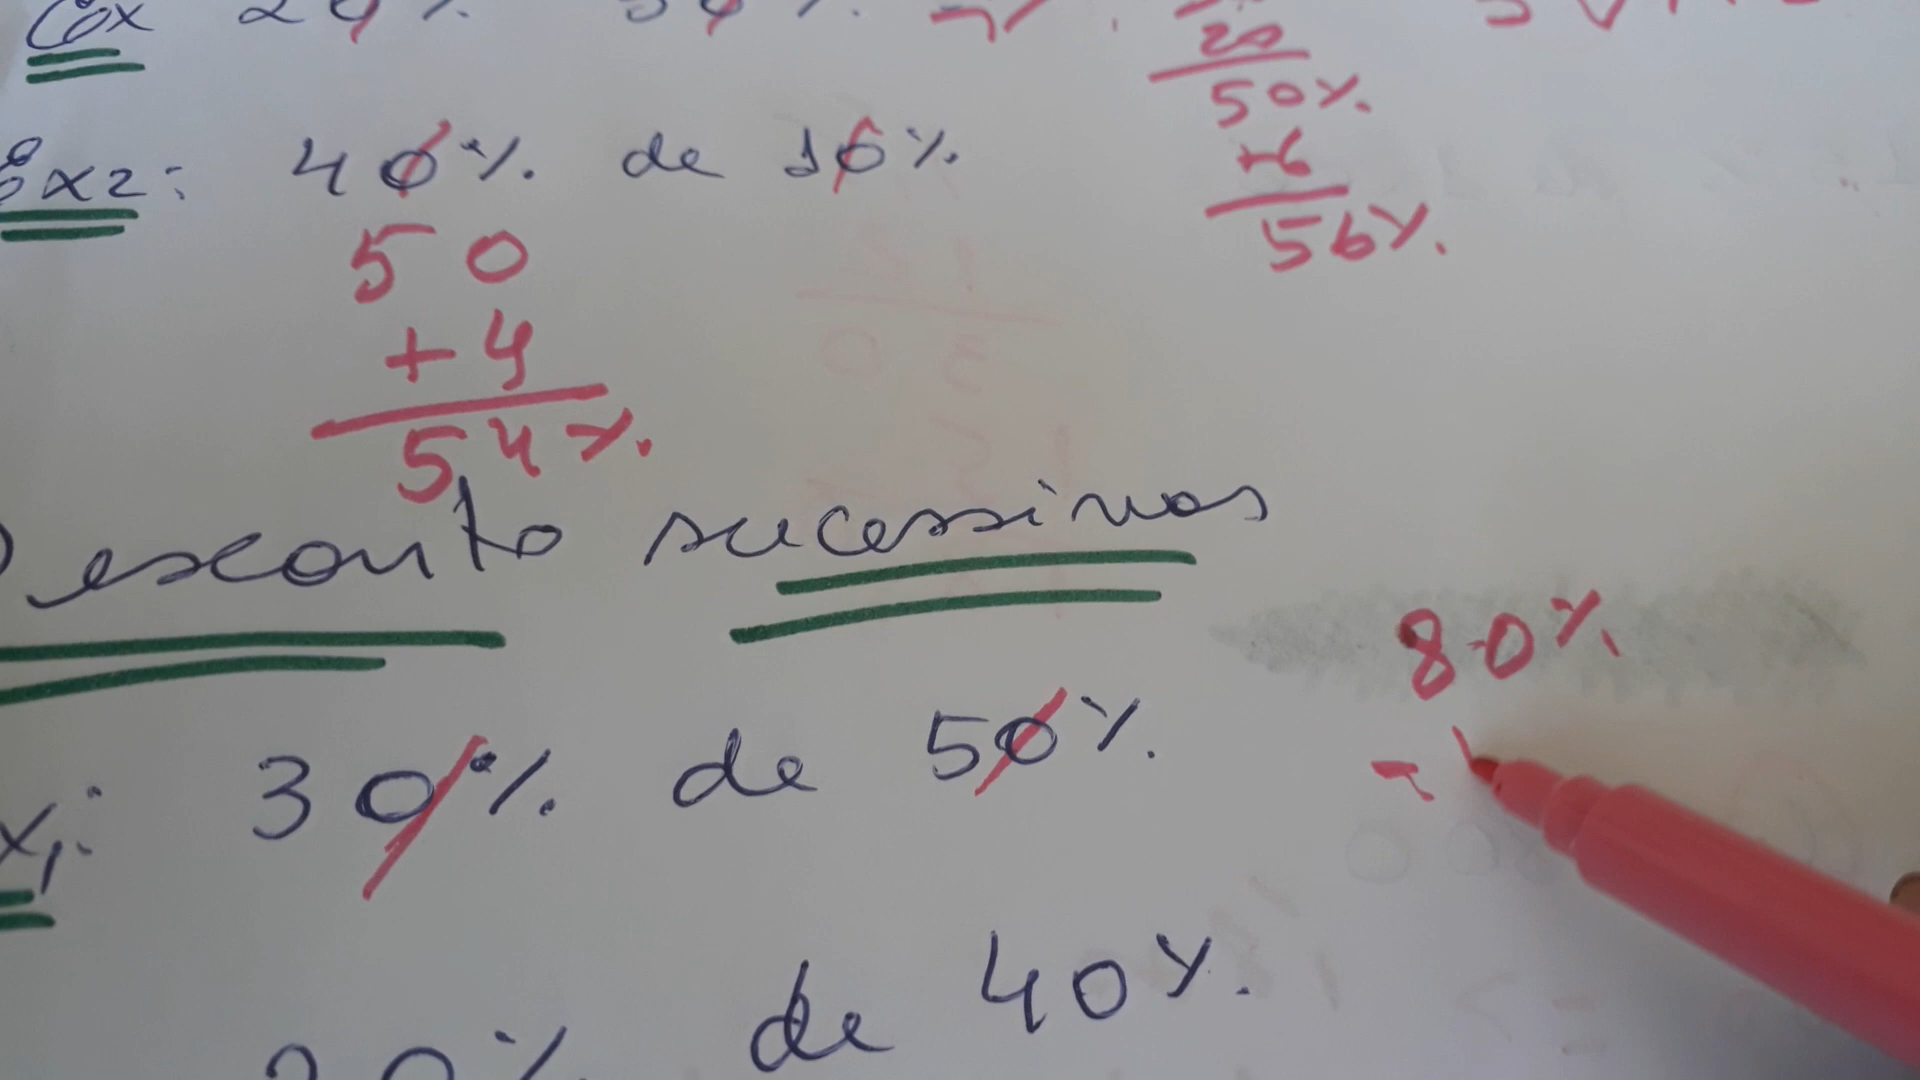 Ex2: 40% de 10%
50
+4
54%
20
50%
+6
56%
Desconto sucessivos
80%
-
x1: 30% de 50%
de 40%